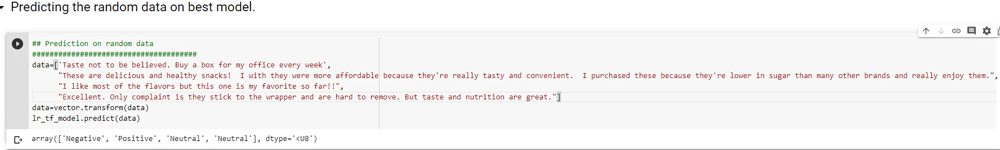 Predicting the random data on best model.
## Prediction on random data
######################################
data=['Taste not to be believed. Buy a box for my office every week',
"These are delicious and healthy snacks!  I with they were more affordable because they're really tasty and convenient.  I purchased these because they're lower in sugar than many other brands and really enjoy them.",
"I like most of the flavors but this one is my favorite so far!!",
"Excellent. Only complaint is they stick to the wrapper and are hard to remove. But taste and nutrition are great."]
data=vector.transform(data)
lr_tf_model.predict(data)
array(['Negative', 'Positive', 'Neutral', 'Neutral'], dtype='<U8')